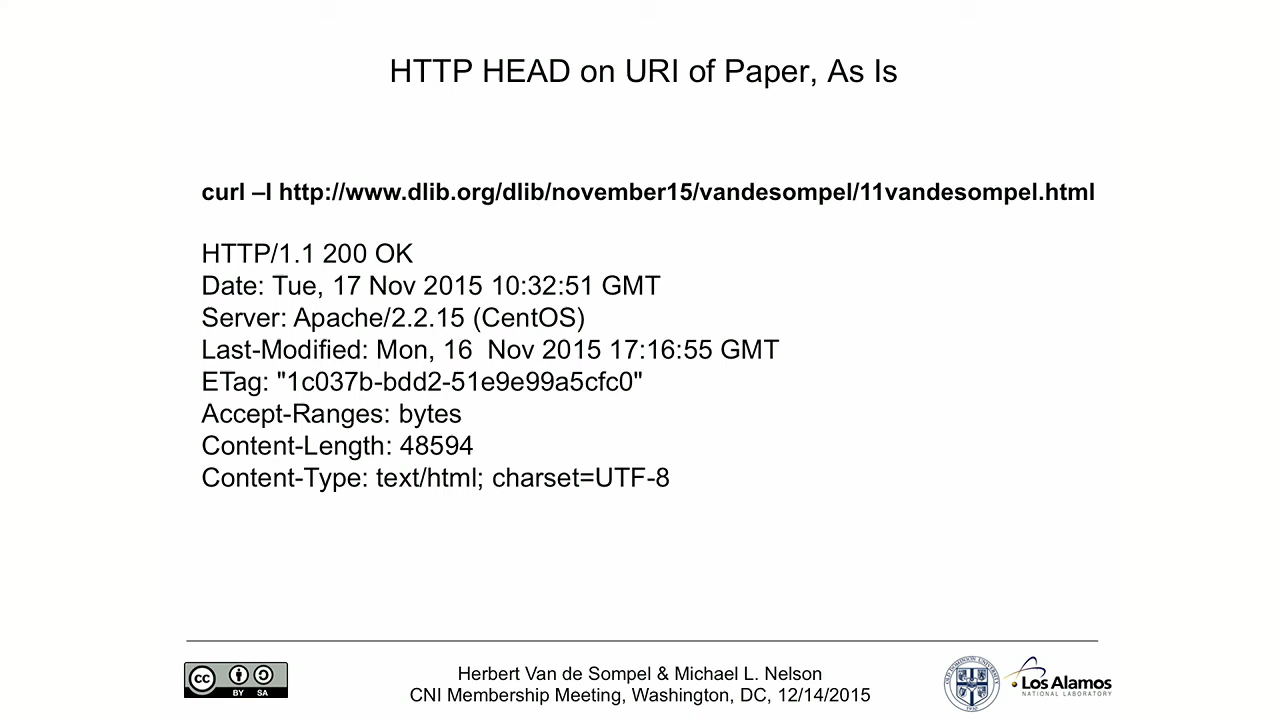 HTTP HEAD on URI of Paper, As Is
curl –I http://www.dlib.org/dlib/november15/vandesompel/11vandesompel.html
HTTP/1.1 200 OK
Date: Tue, 17 Nov 2015 10:32:51 GMT
Server: Apache/2.2.15 (CentOS)
Last-Modified: Mon, 16  Nov 2015 17:16:55 GMT
ETag: "1c037b-bdd2-51e9e99a5cfc0"
Accept-Ranges: bytes
Content-Length: 48594
Content-Type: text/html; charset=UTF-8
Herbert Van de Sompel & Michael L. Nelson
CNI Membership Meeting, Washington, DC, 12/14/2015
cc
BY SA
OLD DOMINION UNIVERSITY
Los Alamos
NATIONAL LABORATORY